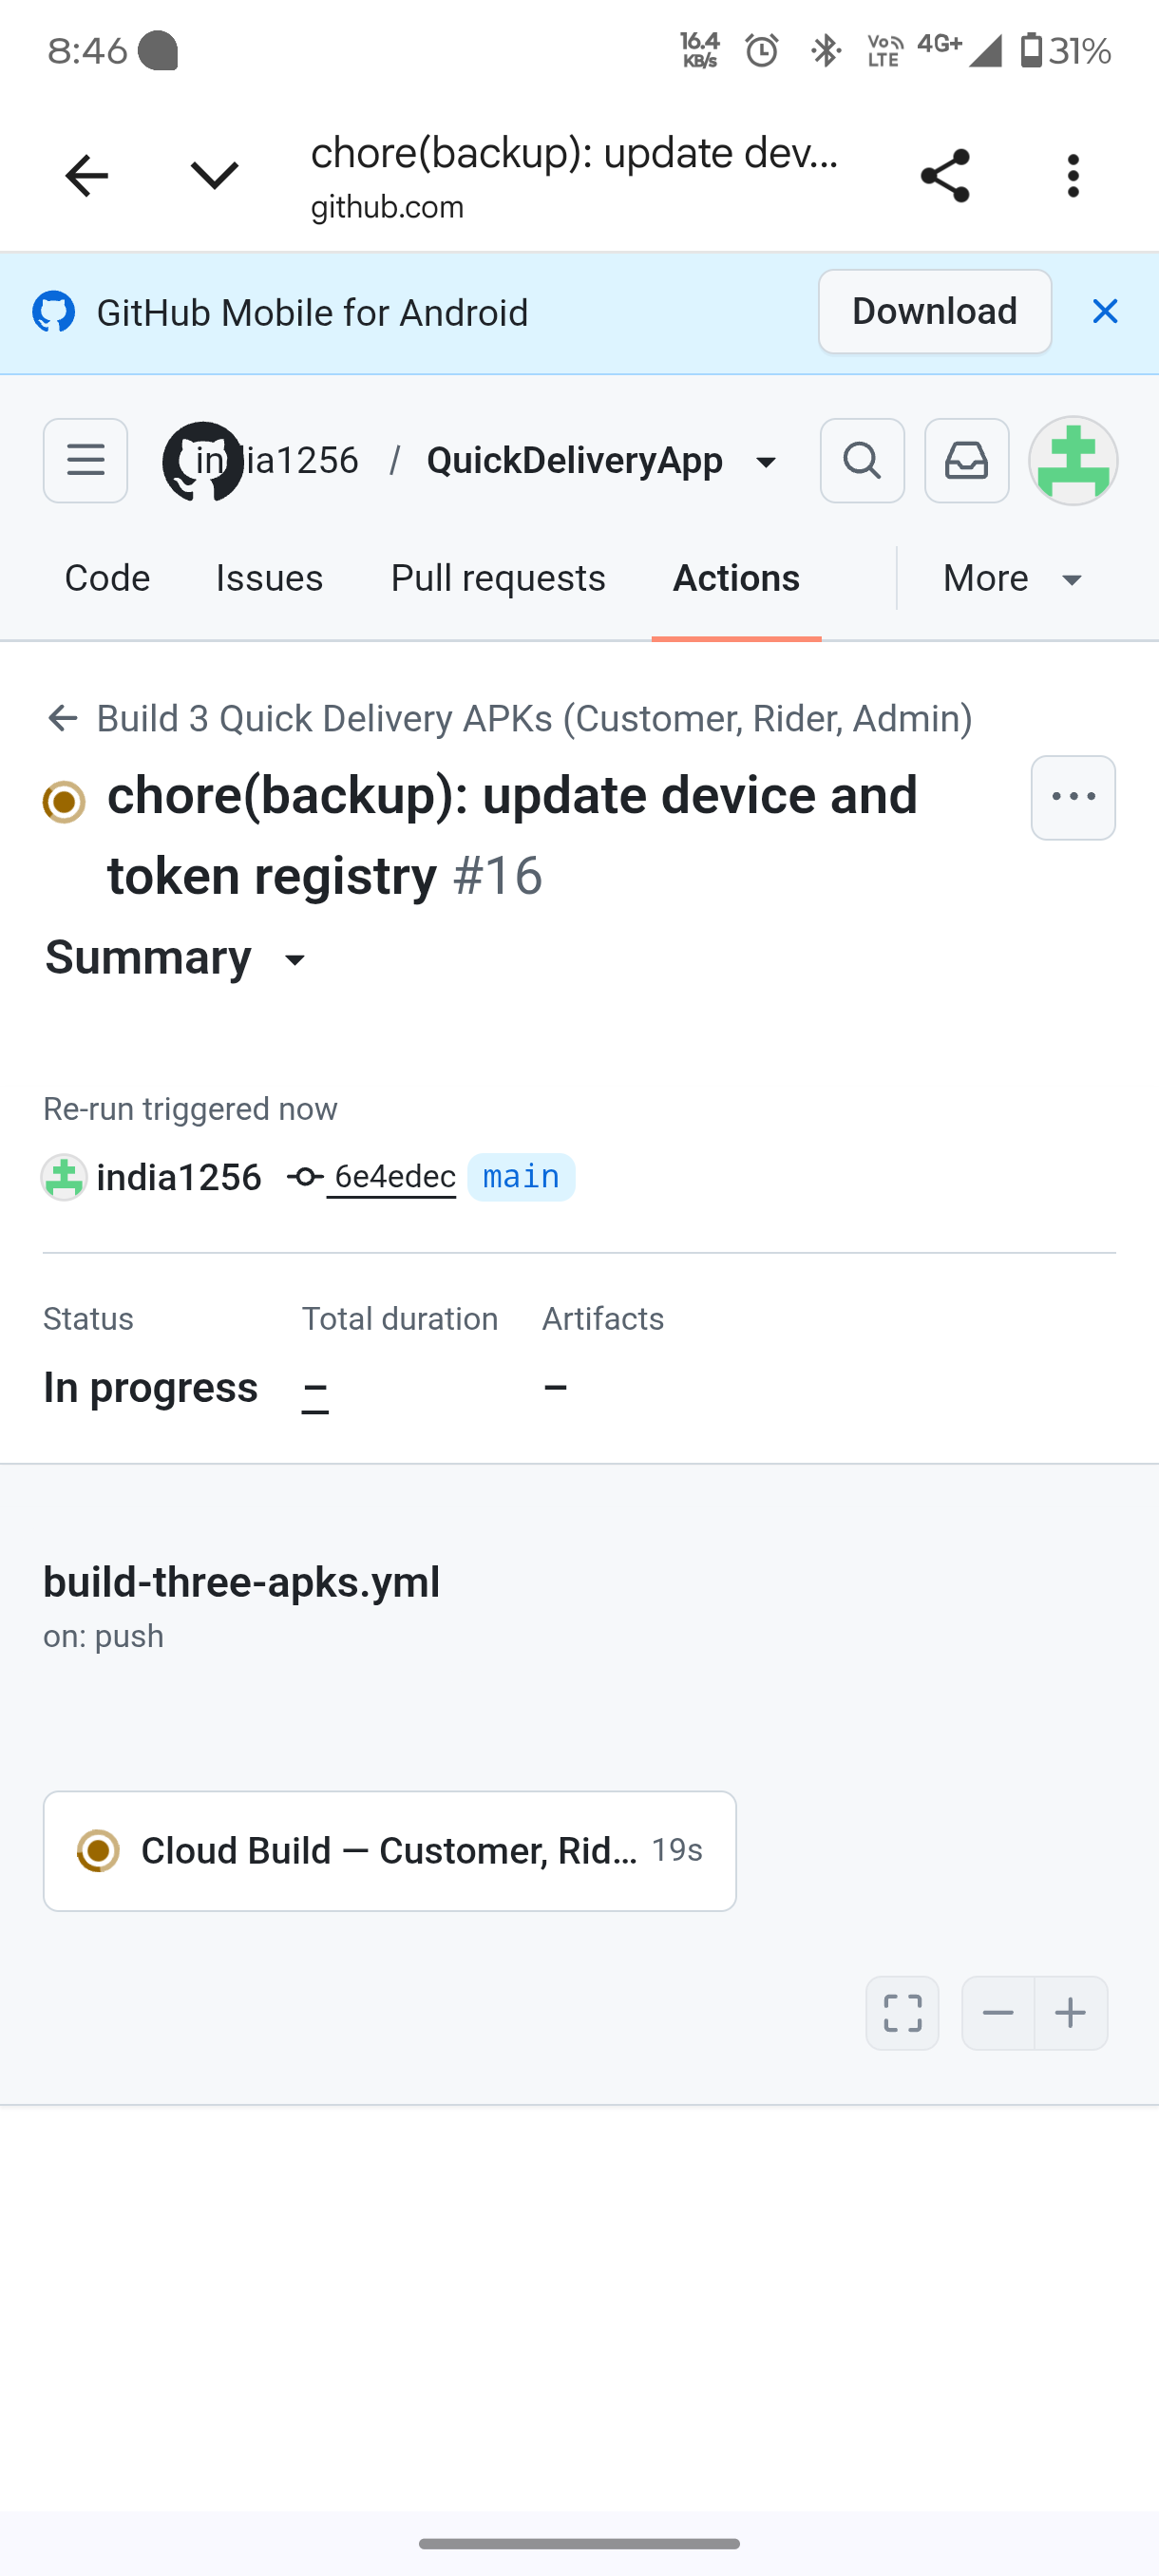 8:46
16.4 KB/s
Vo LTE
4G+
31%
chore(backup): update dev...
github.com
GitHub Mobile for Android
Download
india1256 / QuickDeliveryApp
Code
Issues
Pull requests
Actions
More
Build 3 Quick Delivery APKs (Customer, Rider, Admin)
chore(backup): update device and
token registry #16
Summary
Re-run triggered now
india1256 6e4edec main
Status
Total duration
Artifacts
In progress
–
–
build-three-apks.yml
on: push
Cloud Build — Customer, Rid... 19s